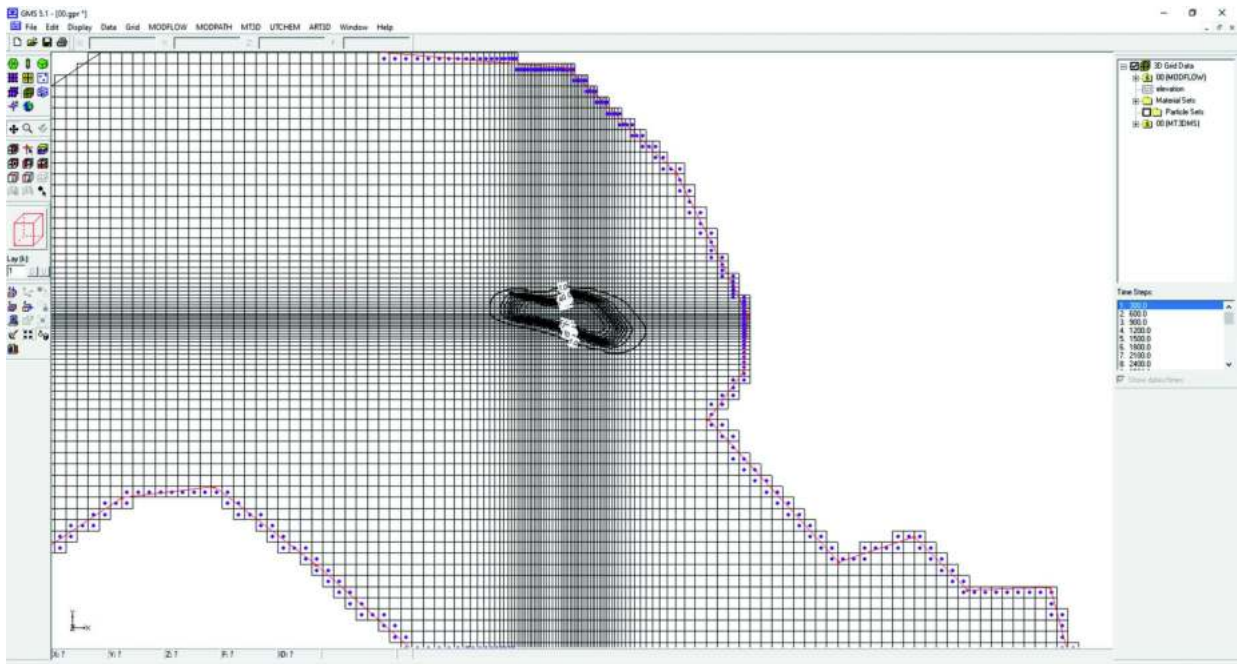 GMS 5.1 - [00.gpr *]
File Edit Display Data Grid MODFLOW MODPATH MT3D UTCHEM ART3D Window Help
3D Grid Data
00 (MODFLOW)
elevation
Material Sets
Particle Sets
00 (MT3DMS)
Lay (k):
1
Time Steps:
1. 300.0
2. 600.0
3. 900.0
4. 1200.0
5. 1500.0
6. 1800.0
7. 2100.0
8. 2400.0
Show dates/times
X: ? Y: ? Z: ? F: ? ID: ?